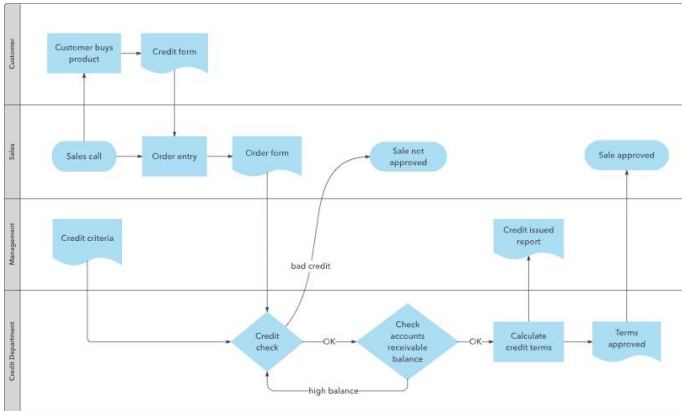 Customer
Customer buys
product
Credit form
Sales
Sales call
Order entry
Order form
Sale not
approved
Sale approved
Management
Credit criteria
Credit issued
report
bad credit
Credit Department
Credit
check
OK
Check
accounts
receivable
balance
OK
Calculate
credit terms
Terms
approved
high balance